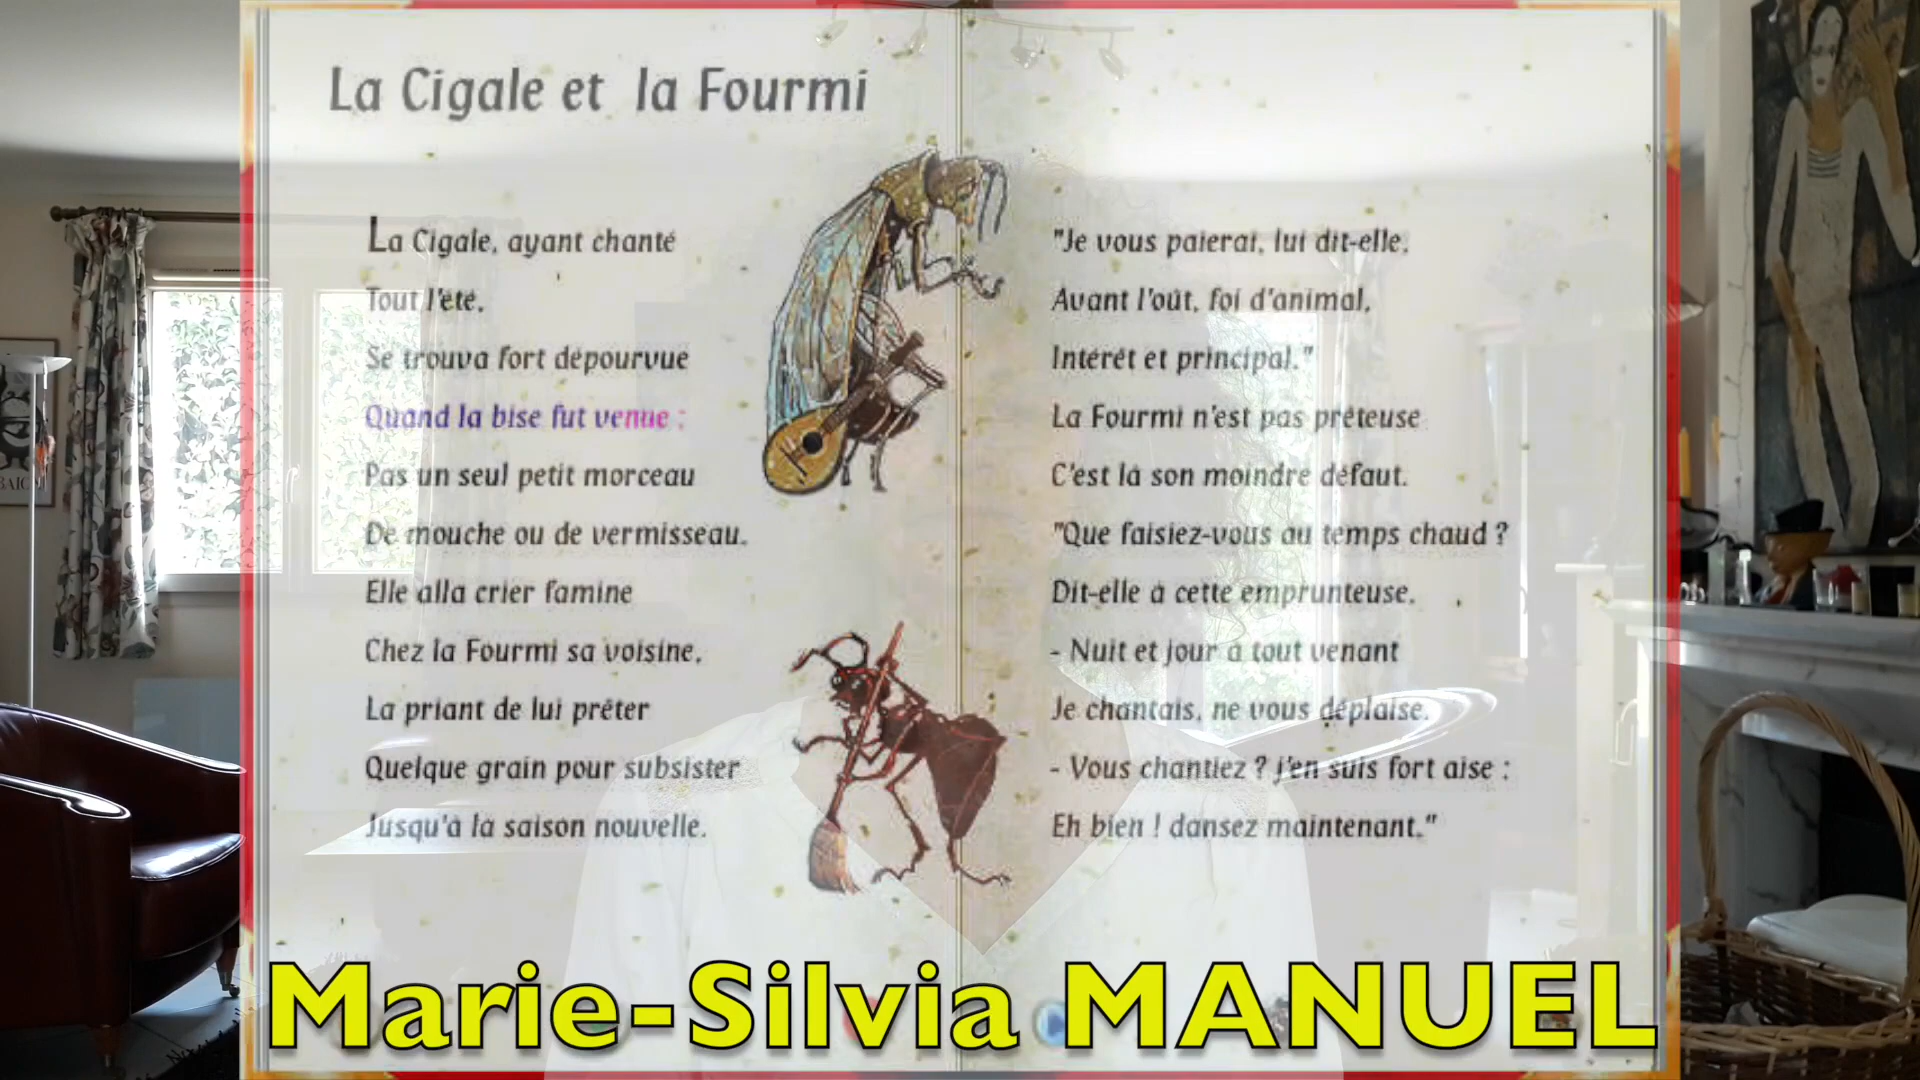 La Cigale et la Fourmi
La Cigale, ayant chanté
Tout l'été,
Se trouva fort dépourvue
Quand la bise fut venue :
Pas un seul petit morceau
De mouche ou de vermisseau.
Elle alla crier famine
Chez la Fourmi sa voisine,
La priant de lui prêter
Quelque grain pour subsister
Jusqu'à la saison nouvelle.
"Je vous paierai, lui dit-elle,
Avant l'oût, foi d'animal,
Intérêt et principal."
La Fourmi n'est pas prêteuse
C'est là son moindre défaut.
"Que faisiez-vous au temps chaud ?
Dit-elle à cette emprunteuse.
- Nuit et jour à tout venant
Je chantais, ne vous déplaise.
- Vous chantiez ? j'en suis fort aise :
Eh bien ! dansez maintenant."
Marie-Silvia MANUEL